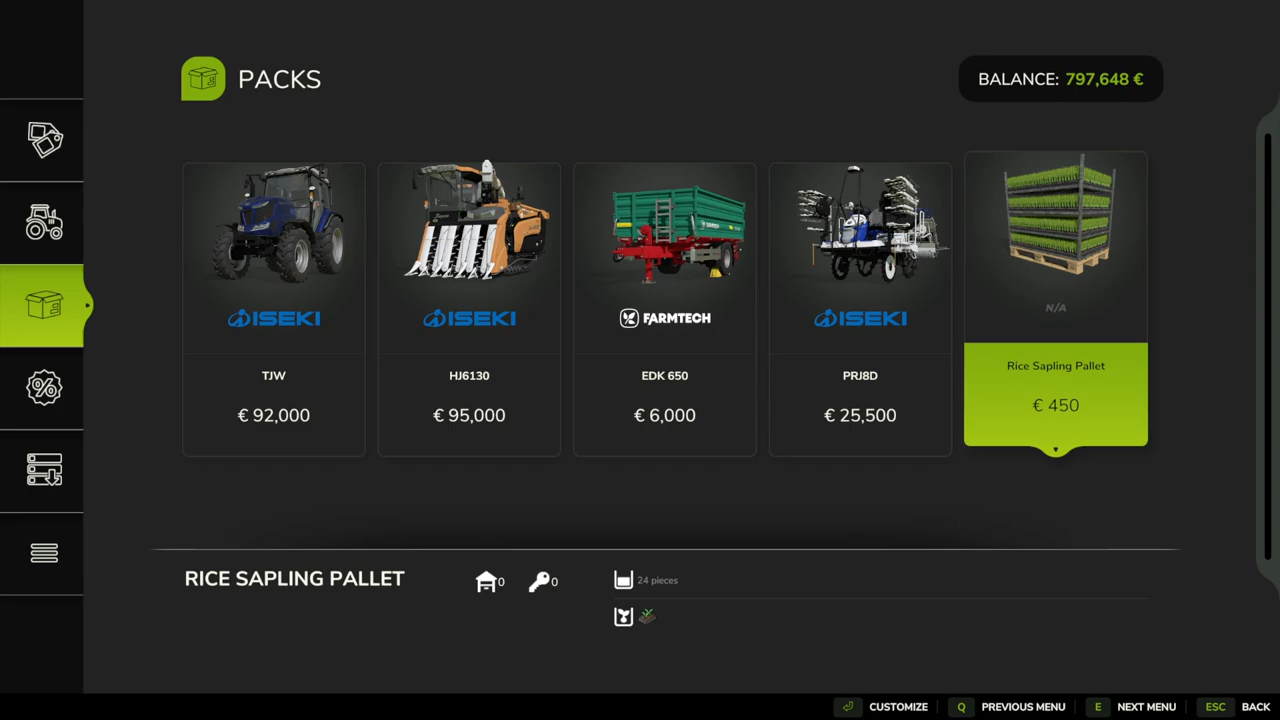 PACKS
BALANCE: 797,648 €
ISEKI
ISEKI
FARMTECH
ISEKI
N/A
TJW
HJ6130
EDK 650
PRJ8D
Rice Sapling Pallet
€ 92,000
€ 95,000
€ 6,000
€ 25,500
€ 450
RICE SAPLING PALLET
0
0
24 pieces
CUSTOMIZE
Q PREVIOUS MENU
E NEXT MENU
ESC BACK